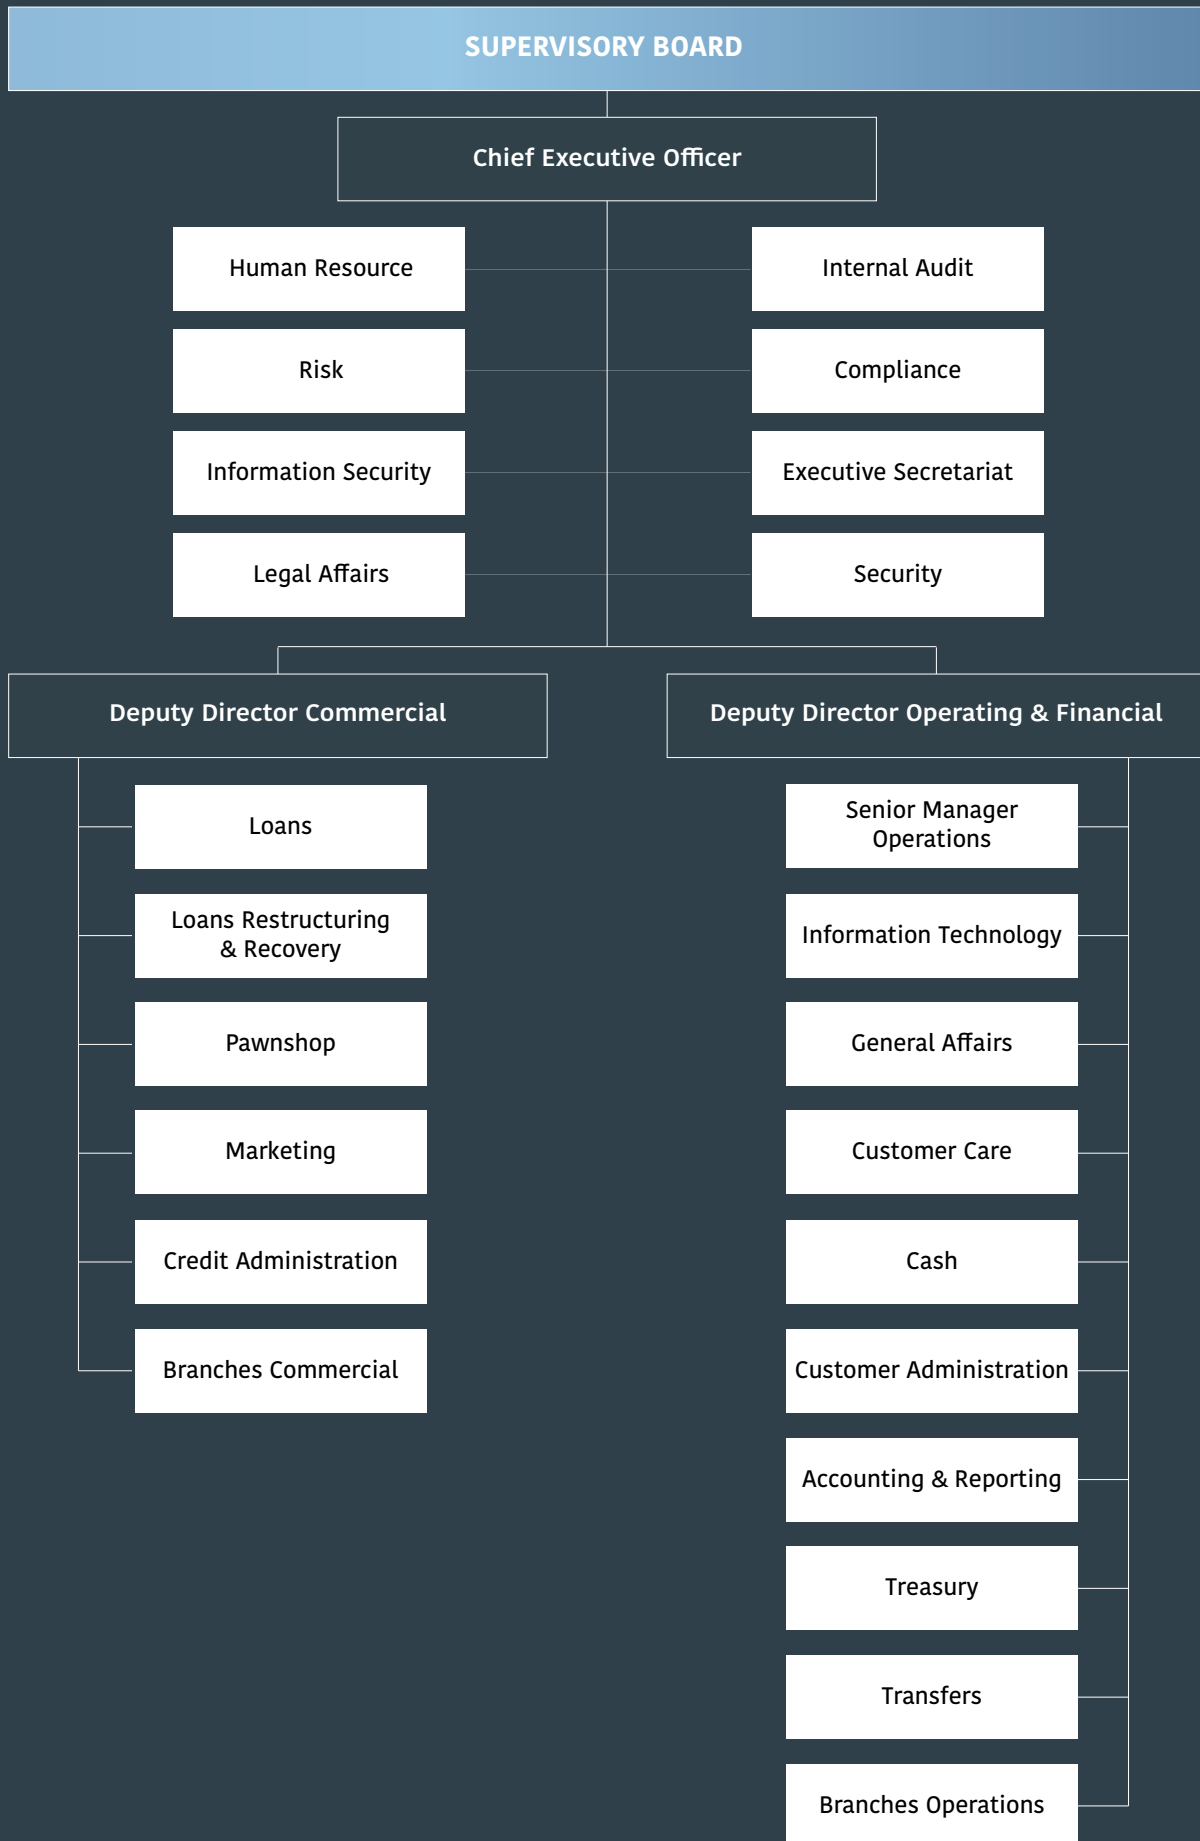 SUPERVISORY BOARD
Chief Executive Officer
Human Resource
Internal Audit
Risk
Compliance
Information Security
Executive Secretariat
Legal Affairs
Security
Deputy Director Commercial
Loans
Loans Restructuring
& Recovery
Pawnshop
Marketing
Credit Administration
Branches Commercial
Deputy Director Operating & Financial
Senior Manager
Operations
Information Technology
General Affairs
Customer Care
Cash
Customer Administration
Accounting & Reporting
Treasury
Transfers
Branches Operations